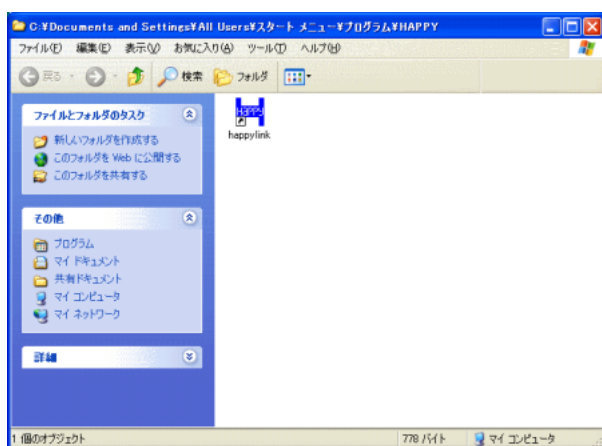 C:¥Documents and Settings¥All Users¥スタート メニュー¥プログラム¥HAPPY
ファイル(F) 編集(E) 表示(V) お気に入り(A) ツール(T) ヘルプ(H)
戻る 検索 フォルダ
ファイルとフォルダのタスク
新しいフォルダを作成する
このフォルダを Web に公開する
このフォルダを共有する
その他
プログラム
マイ ドキュメント
共有ドキュメント
マイ コンピュータ
マイ ネットワーク
詳細
HAPPY
happylink
1 個のオブジェクト 778 バイト マイ コンピュータ